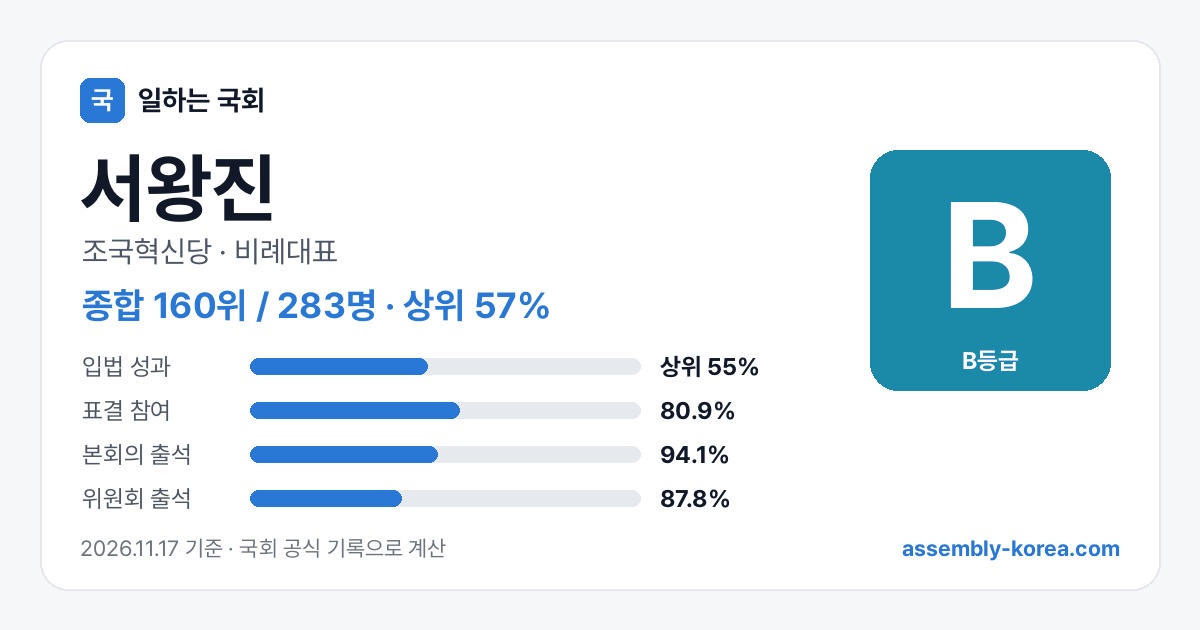 국 일하는 국회
서왕진
조국혁신당 · 비례대표
종합 160위 / 283명 · 상위 57%
입법 성과 상위 55%
표결 참여 80.9%
본회의 출석 94.1%
위원회 출석 87.8%
B
B등급
2026.11.17 기준 · 국회 공식 기록으로 계산
assembly-korea.com